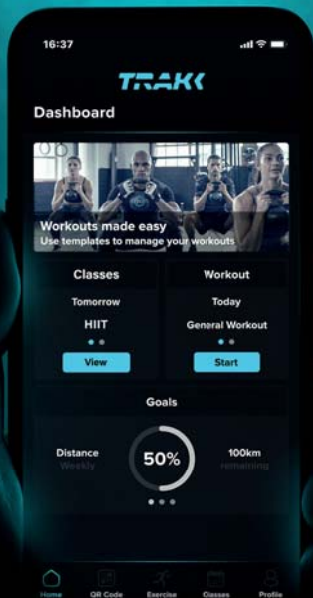 16:37
TRAKK
Dashboard
Workouts made easy
Use templates to manage your workouts
Classes
Workout
Tomorrow
Today
HIIT
General Workout
View
Start
Goals
Distance
Weekly
50%
100km
remaining
Home
QR Code
Exercise
Classes
Profile